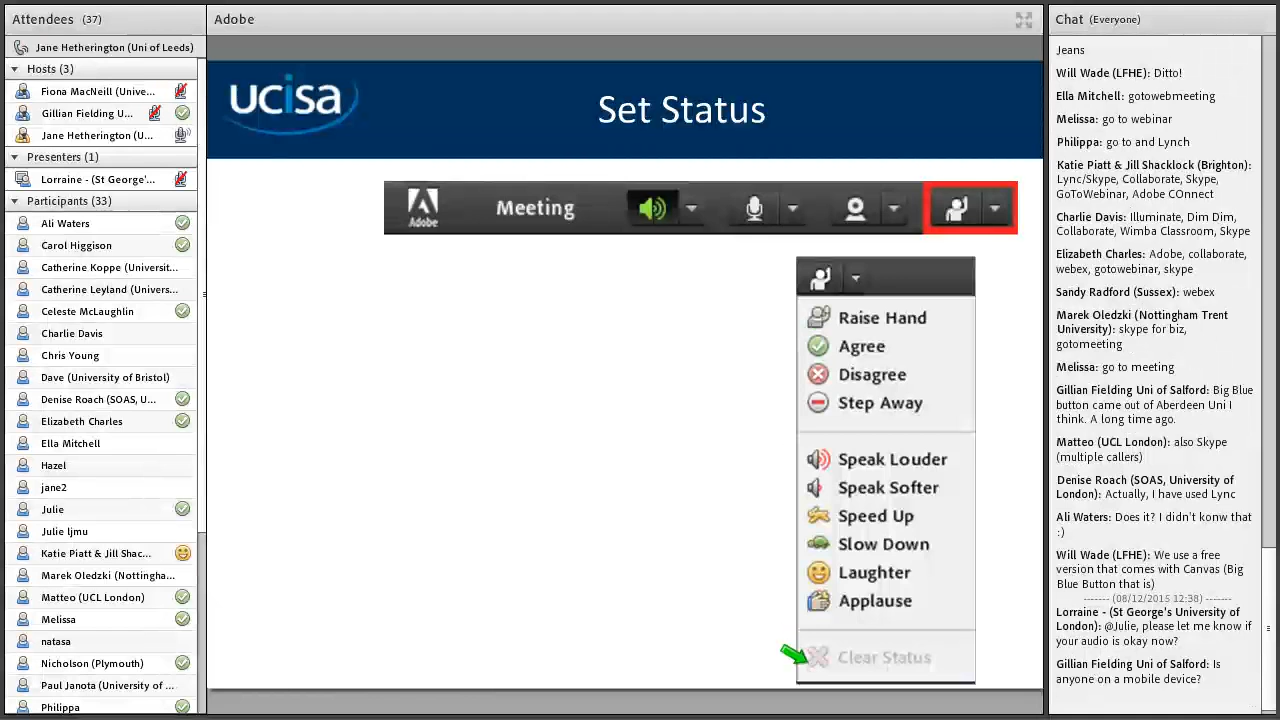 Attendees (37)
Jane Hetherington (Uni of Leeds)
Hosts (3)
Fiona MacNeill (Unive...
Gillian Fielding U...
Jane Hetherington (U...
Presenters (1)
Lorraine - (St George's'...
Participants (33)
Ali Waters
Carol Higgison
Catherine Koppe (Universit...
Catherine Leyland (Univers...
Celeste McLaughlin
Charlie Davis
Chris Young
Dave (University of Bristol)
Denise Roach (SOAS, U...
Elizabeth Charles
Ella Mitchell
Hazel
jane2
Julie
Julie ljmu
Katie Piatt & Jill Shac...
Marek Oledzki (Nottingha...
Matteo (UCL London)
Melissa
natasa
Nicholson (Plymouth)
Paul Janota (University of ...
Philippa
Adobe
ucisa
Set Status
Adobe
Meeting
Raise Hand
Agree
Disagree
Step Away
Speak Louder
Speak Softer
Speed Up
Slow Down
Laughter
Applause
Clear Status
Chat (Everyone)
Jeans
Will Wade (LFHE): Ditto!
Ella Mitchell: gotowebmeeting
Melissa: go to webinar
Philippa: go to and Lynch
Katie Piatt & Jill Shacklock (Brighton):
Lync/Skype, Collaborate, Skype,
GoToWebinar, Adobe COnnect
Charlie Davis: Iluminate, Dim Dim,
Collaborate, Wimba Classroom, Skype
Elizabeth Charles: Adobe, collaborate,
webex, gotowebinar, skype
Sandy Radford (Sussex): webex
Marek Oledzki (Nottingham Trent
University): skype for biz,
gotomeeting
Melissa: go to meeting
Gillian Fielding Uni of Salford: Big Blue
button came out of Aberdeen Uni I
think. A long time ago.
Matteo (UCL London): also Skype
(multiple callers)
Denise Roach (SOAS, University of
London): Actually, I have used Lync
Ali Waters: Does it? I didn't konw that
:)
Will Wade (LFHE): We use a free
version that comes with Canvas (Big
Blue Button that is)
------- (08/12/2015 12:38) -------
Lorraine - (St George's University of
London): @Julie, please let me know if
your audio is okay now?
Gillian Fielding Uni of Salford: Is
anyone on a mobile device?